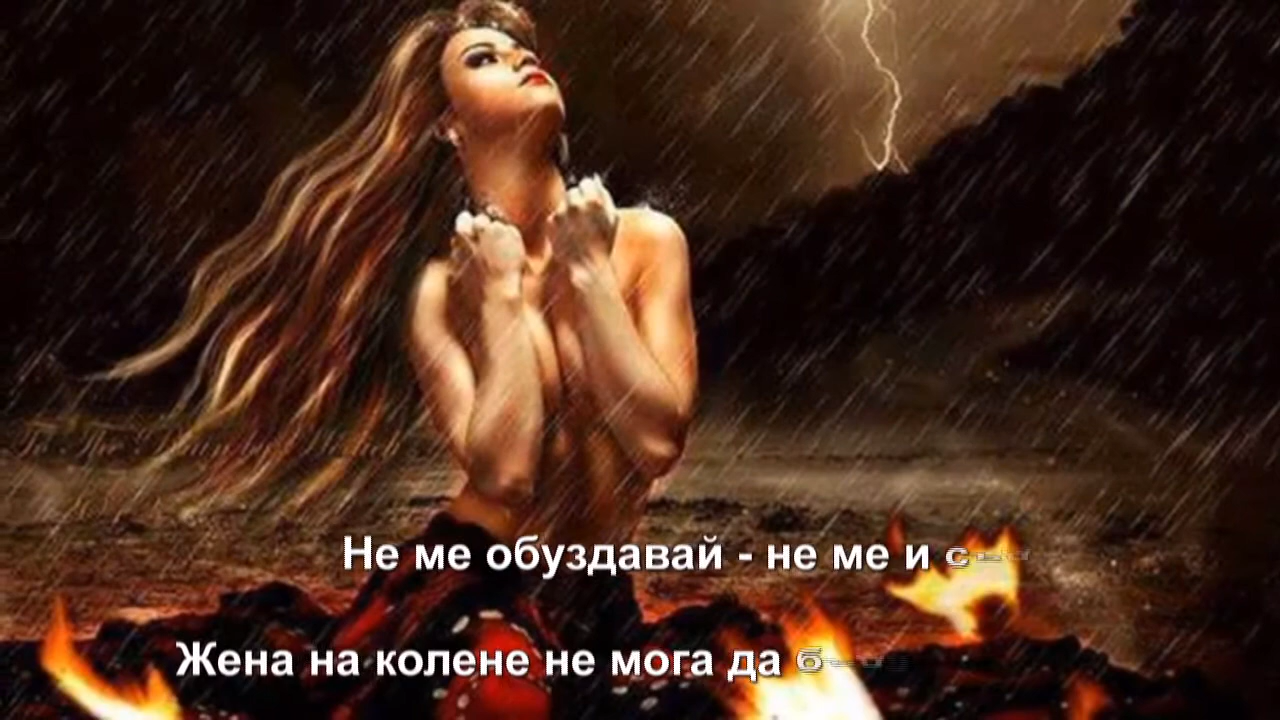 Не ме обуздавай - не ме и
Жена на колене не мога да